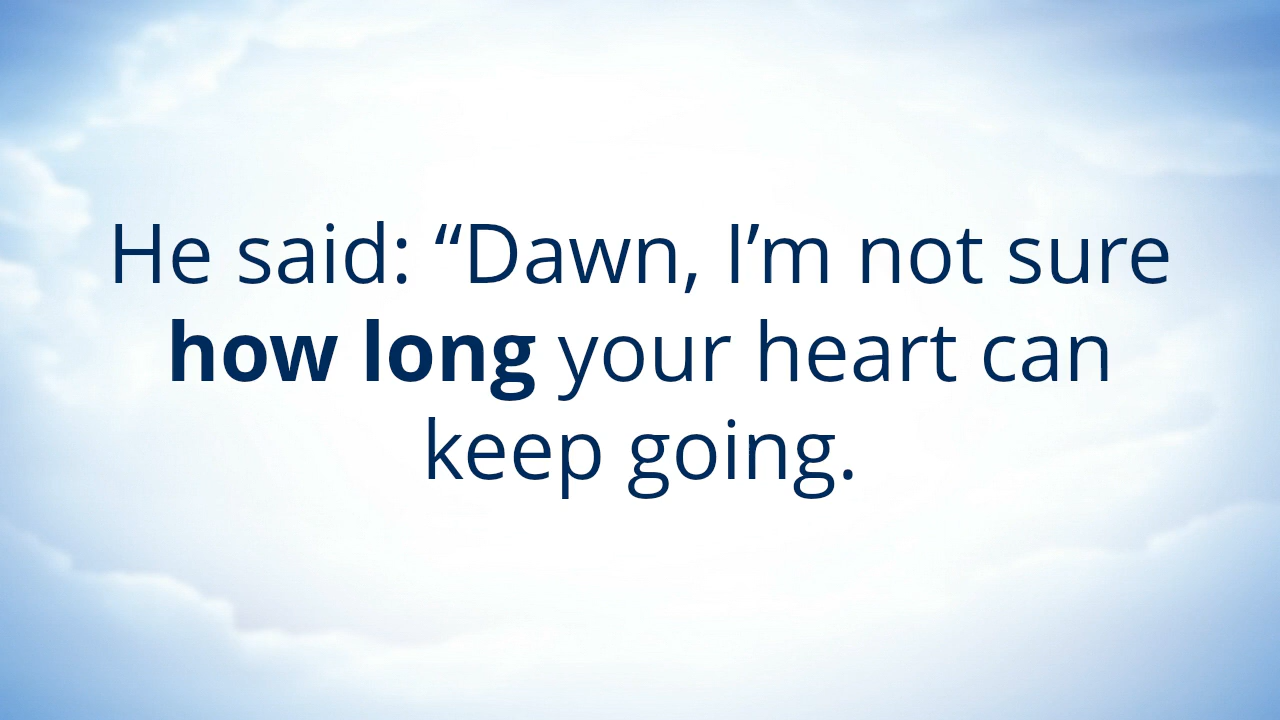 He said: “Dawn, I’m not sure
how long your heart can
keep going.